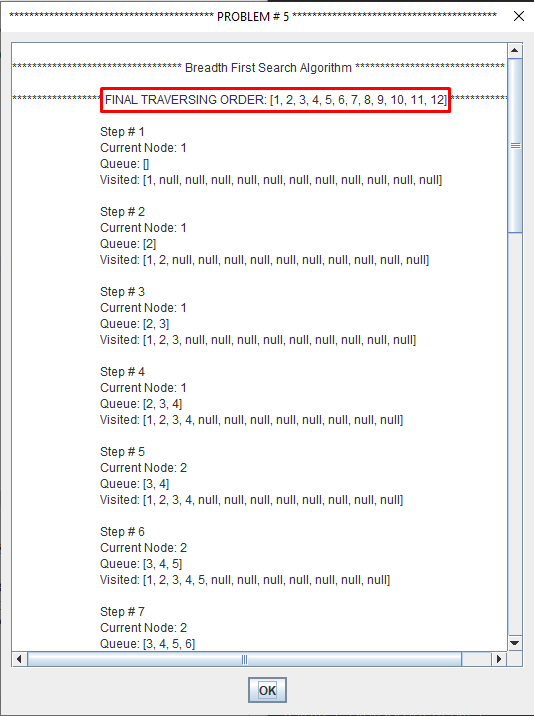 ***************************************** PROBLEM # 5 *****************************************
********************************** Breadth First Search Algorithm ******************************
****************** FINAL TRAVERSING ORDER: [1, 2, 3, 4, 5, 6, 7, 8, 9, 10, 11, 12] ************
Step # 1
Current Node: 1
Queue: []
Visited: [1, null, null, null, null, null, null, null, null, null, null, null]
Step # 2
Current Node: 1
Queue: [2]
Visited: [1, 2, null, null, null, null, null, null, null, null, null, null]
Step # 3
Current Node: 1
Queue: [2, 3]
Visited: [1, 2, 3, null, null, null, null, null, null, null, null, null]
Step # 4
Current Node: 1
Queue: [2, 3, 4]
Visited: [1, 2, 3, 4, null, null, null, null, null, null, null, null]
Step # 5
Current Node: 2
Queue: [3, 4]
Visited: [1, 2, 3, 4, null, null, null, null, null, null, null, null]
Step # 6
Current Node: 2
Queue: [3, 4, 5]
Visited: [1, 2, 3, 4, 5, null, null, null, null, null, null, null]
Step # 7
Current Node: 2
Queue: [3, 4, 5, 6]
OK